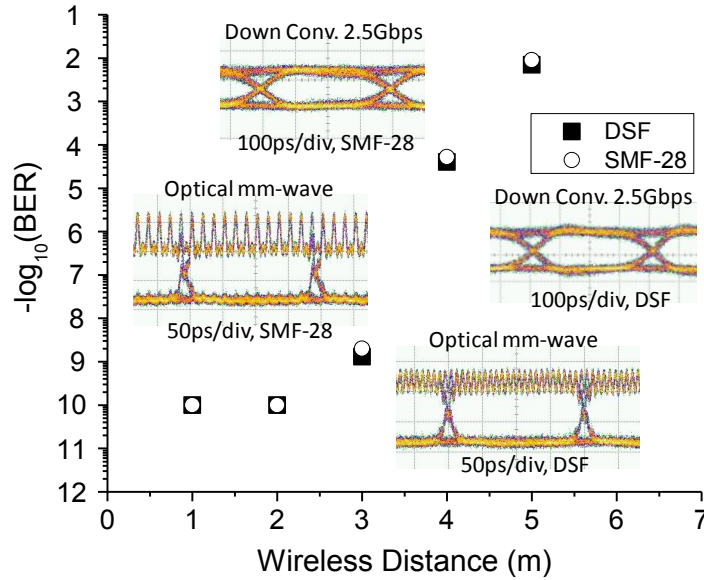 1
2
3
4
5
6
7
8
9
10
11
12
-log10(BER)
Down Conv. 2.5Gbps
100ps/div, SMF-28
DSF
SMF-28
Optical mm-wave
50ps/div, SMF-28
Down Conv. 2.5Gbps
100ps/div, DSF
Optical mm-wave
50ps/div, DSF
0 1 2 3 4 5 6 7
Wireless Distance (m)